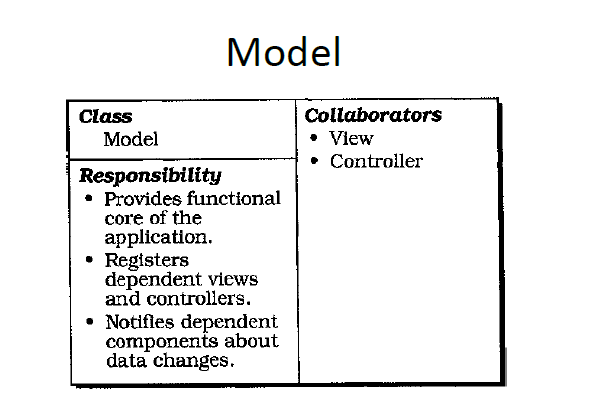 Model
Class
Model
Responsibility
• Provides functional
core of the
application.
• Registers
dependent views
and controllers.
• Notifies dependent
components about
data changes.
Collaborators
• View
• Controller